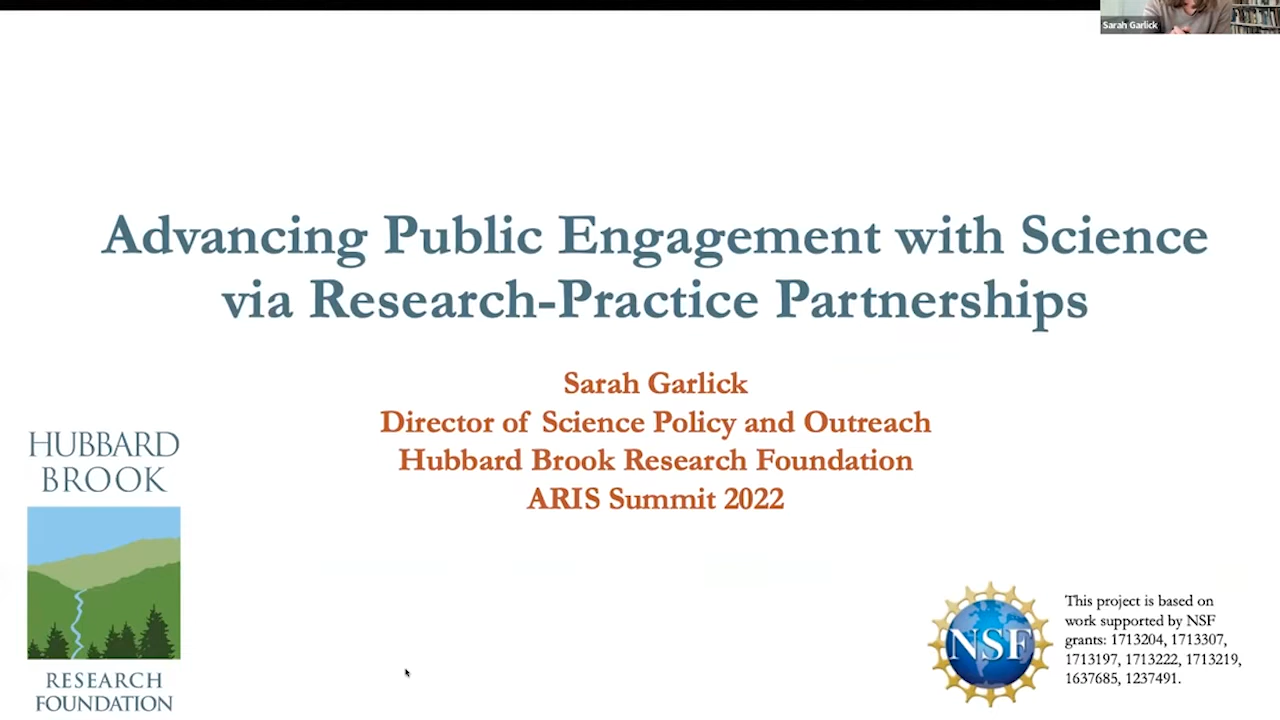 Sarah Garlick
Advancing Public Engagement with Science
via Research-Practice Partnerships
Sarah Garlick
Director of Science Policy and Outreach
Hubbard Brook Research Foundation
ARIS Summit 2022
HUBBARD
BROOK
RESEARCH
FOUNDATION
NSF
This project is based on
work supported by NSF
grants: 1713204, 1713307,
1713197, 1713222, 1713219,
1637685, 1237491.